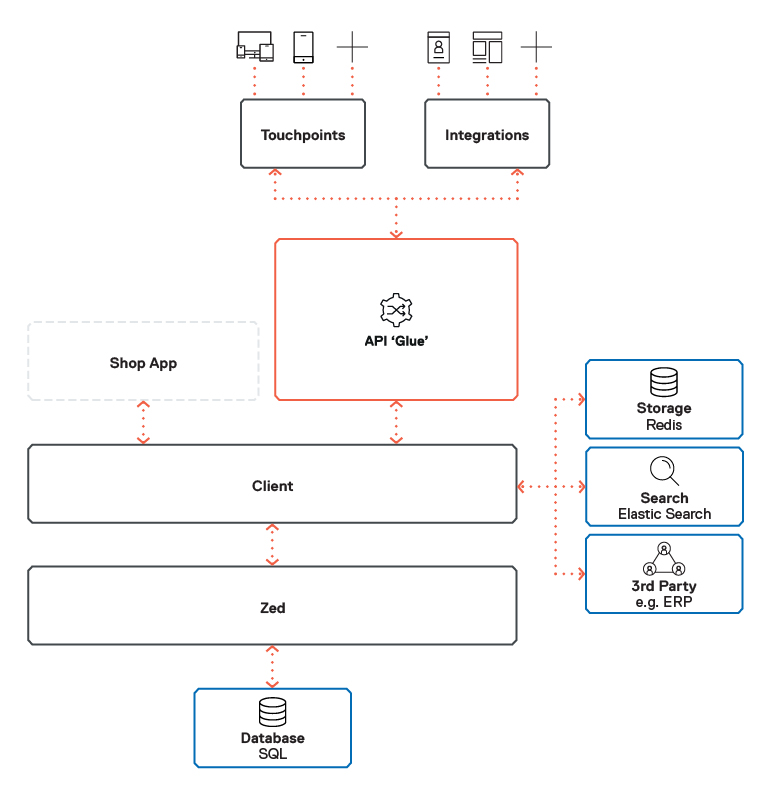 Touchpoints
Integrations
API ‘Glue’
Shop App
Storage
Redis
Client
Search
Elastic Search
3rd Party
e.g. ERP
Zed
Database
SQL